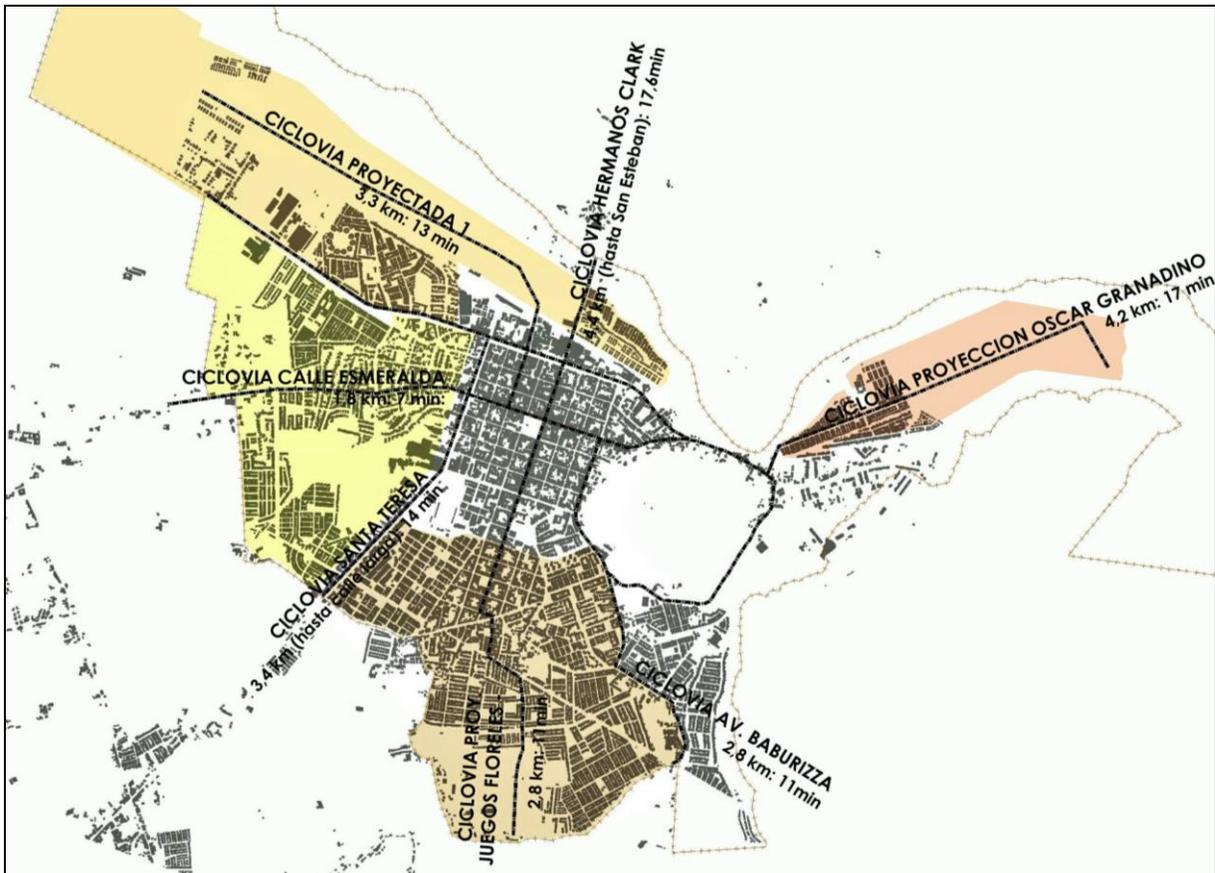 CICLOVIA PROYECTADA 1
3,3 km: 13 min
CICLOVIA HERMANOS CLARK
4,4 km (hasta San Esteban): 17,6min
CICLOVIA PROYECCION OSCAR GRANADINO
4,2 km: 17 min
CICLOVIA CALLE ESMERALDA
1,8 km: 7 min.
CICLOVIA SANTA TERESA
3,4 km (hasta calle larga): 14 min.
CICLOVIA PROY.
JUEGOS FLORELES
2,8 km: 11min
CICLOVIA AV. BABURIZZA
2,8 km: 11min